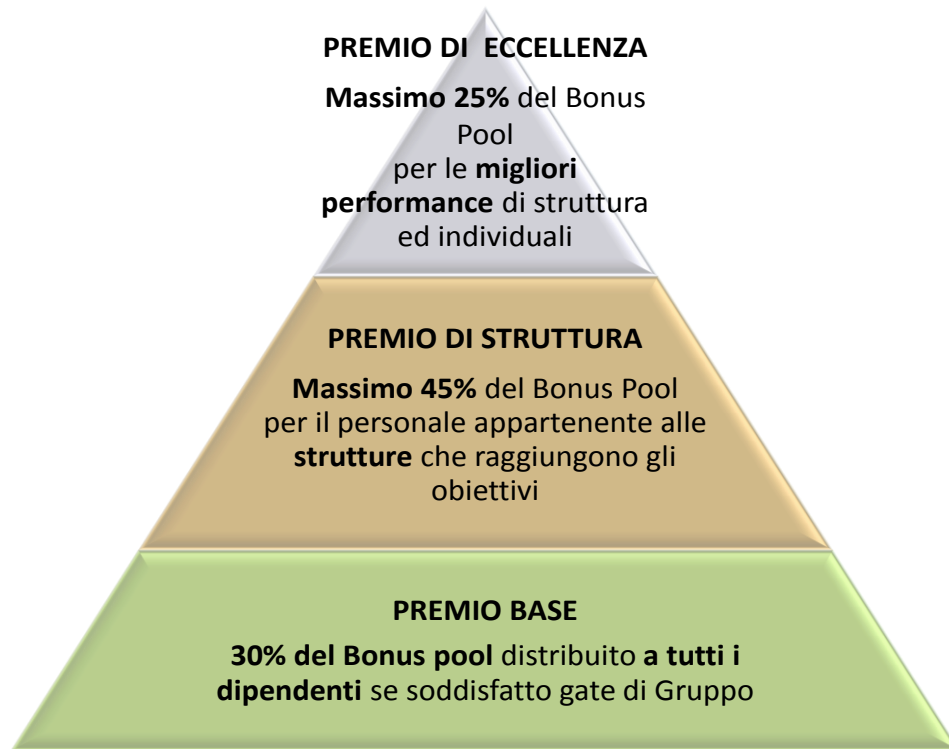 PREMIO DI ECCELLENZA
Massimo 25% del Bonus
Pool
per le migliori
performance di struttura
ed individuali
PREMIO DI STRUTTURA
Massimo 45% del Bonus Pool
per il personale appartenente alle
strutture che raggiungono gli
obiettivi
PREMIO BASE
30% del Bonus pool distribuito a tutti i
dipendenti se soddisfatto gate di Gruppo